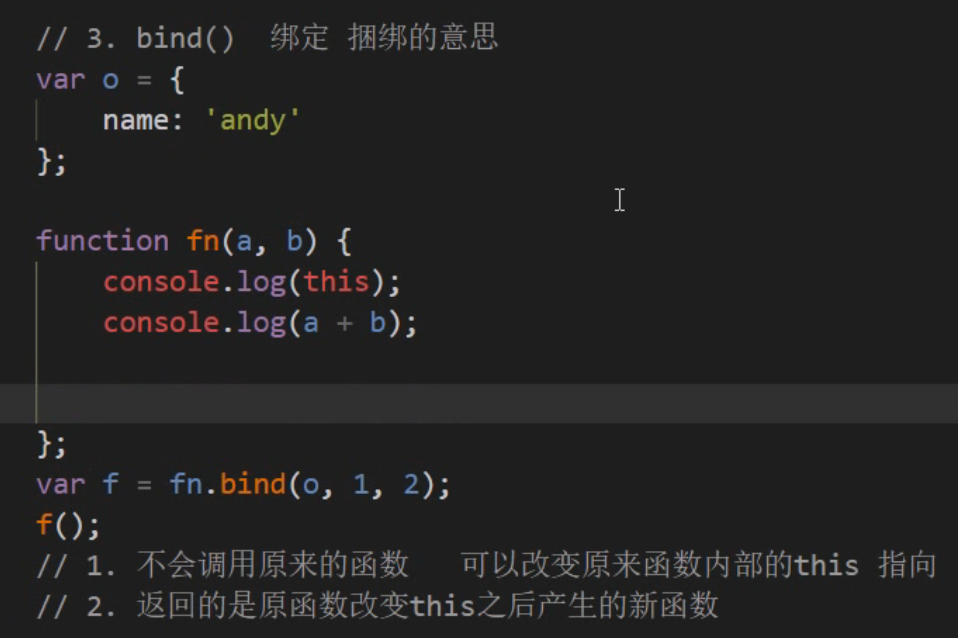 // 3. bind()  绑定 捆绑的意思
var o = {
    name: 'andy'
};
function fn(a, b) {
    console.log(this);
    console.log(a + b);
};
var f = fn.bind(o, 1, 2);
f();
// 1. 不会调用原来的函数   可以改变原来函数内部的this 指向
// 2. 返回的是原函数改变this之后产生的新函数